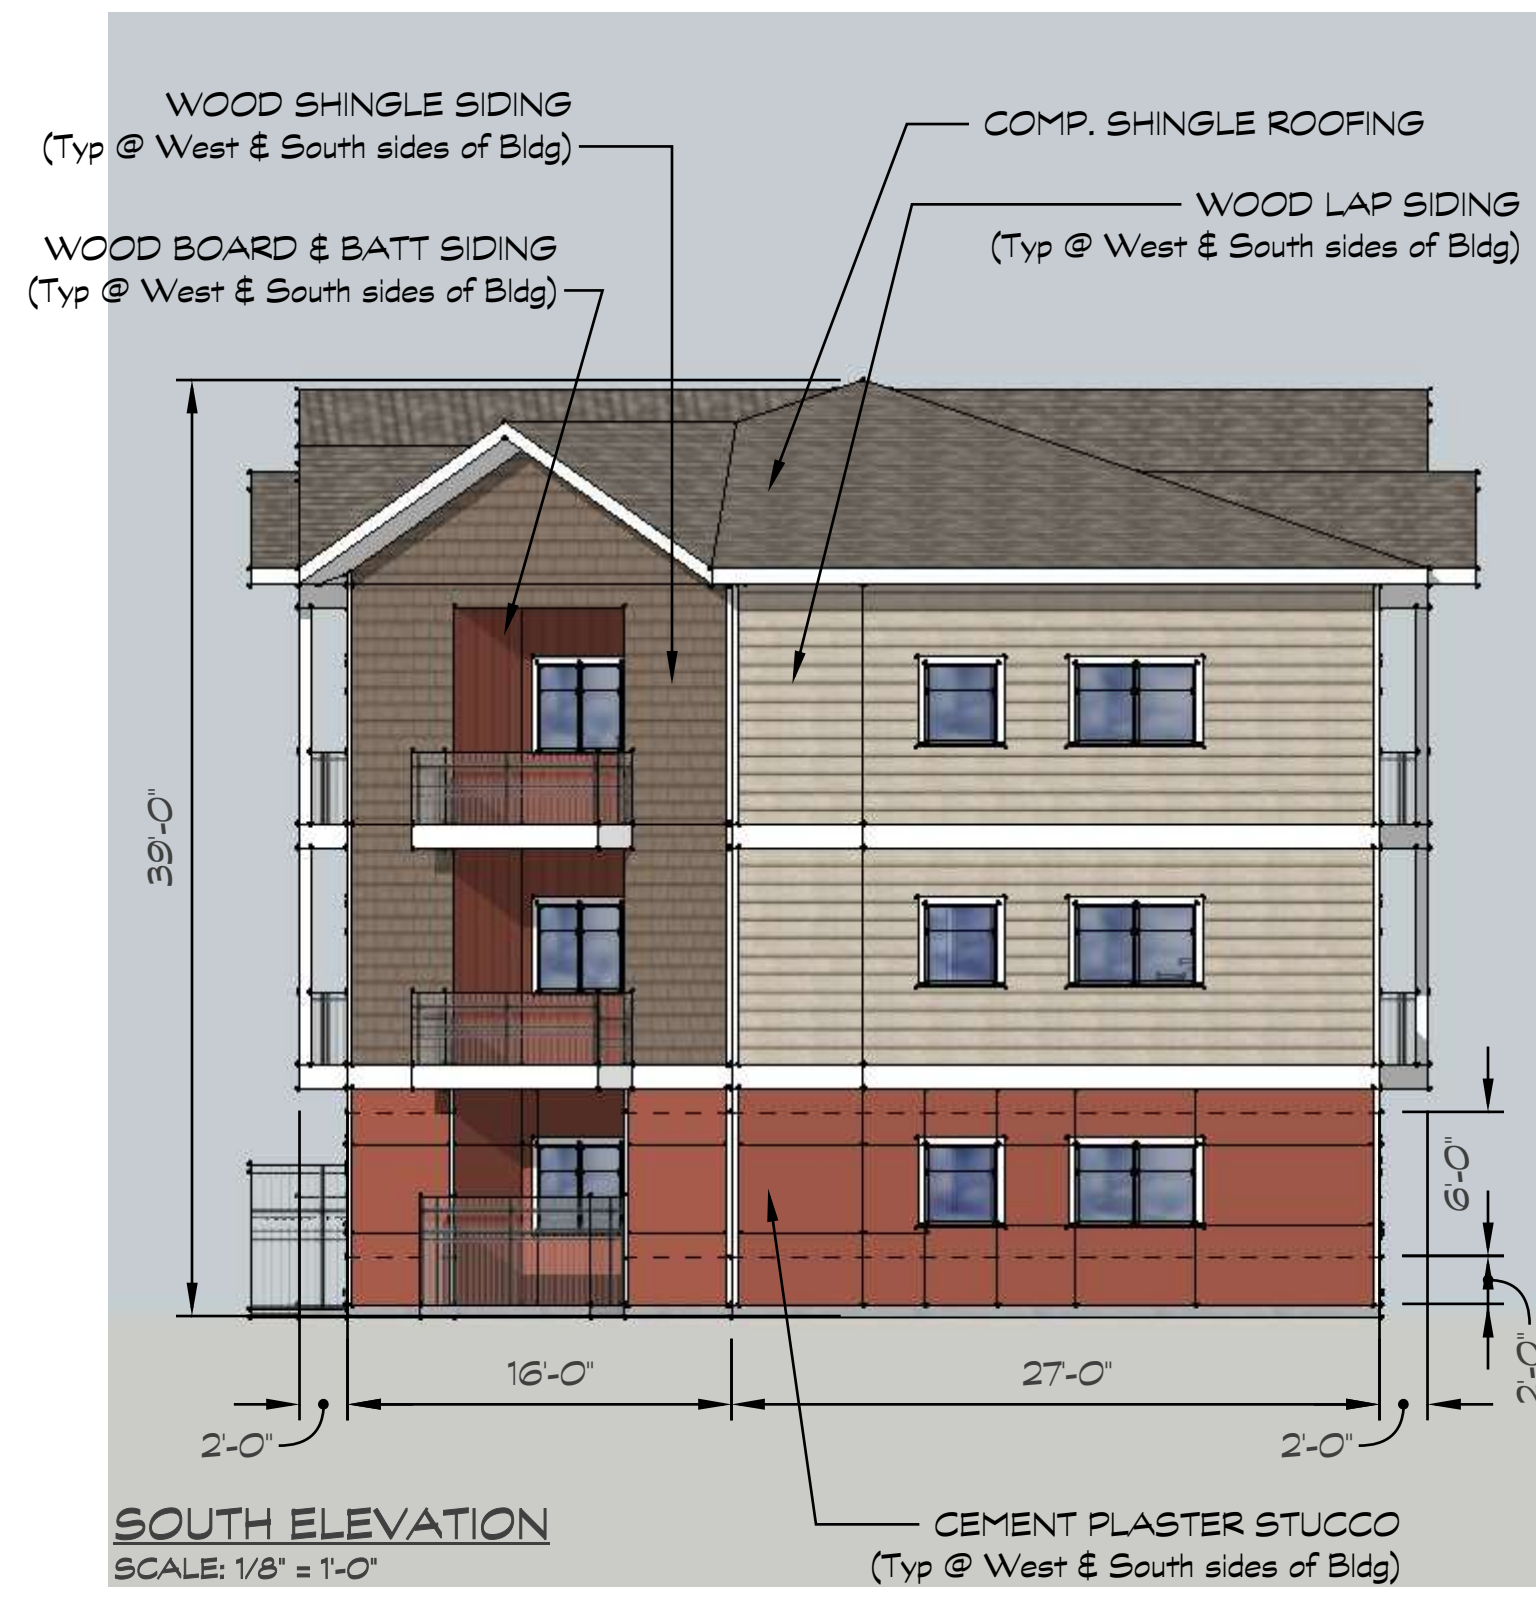 WOOD SHINGLE SIDING
(Typ @ West & South sides of Bldg)
COMP. SHINGLE ROOFING
WOOD LAP SIDING
(Typ @ West & South sides of Bldg)
WOOD BOARD & BATT SIDING
(Typ @ West & South sides of Bldg)
39'-0"
6'-0"
2'-0"
16'-0"
27'-0"
2'-0"
2'-0"
SOUTH ELEVATION
SCALE: 1/8" = 1'-0"
CEMENT PLASTER STUCCO
(Typ @ West & South sides of Bldg)